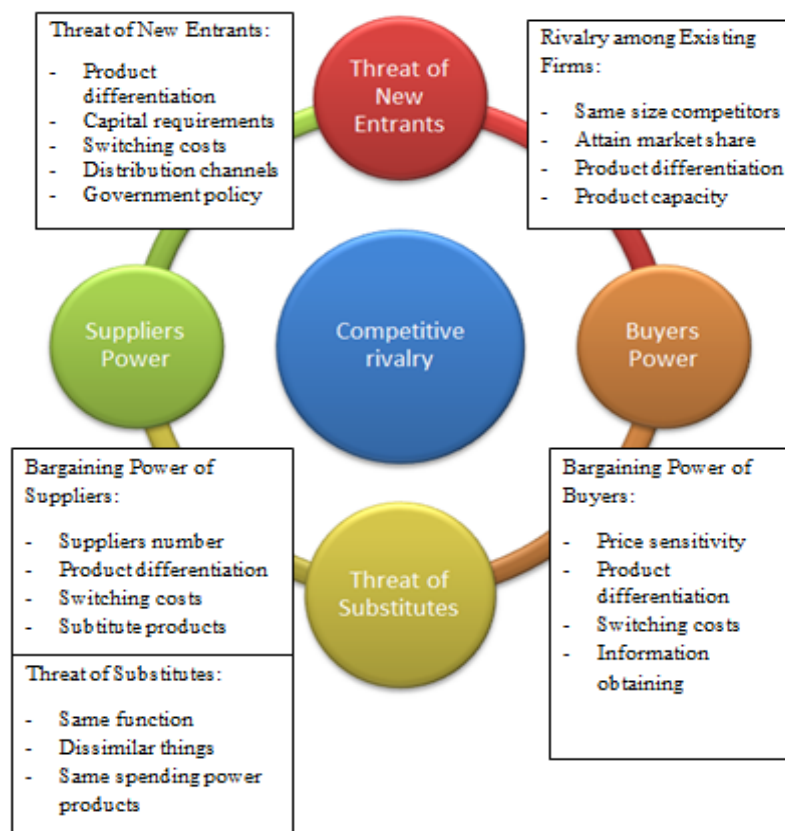 Threat of New Entrants:
- Product
differentiation
- Capital requirements
- Switching costs
- Distribution channels
- Government policy
Threat of
New
Entrants
Rivalry among Existing
Firms:
- Same size competitors
- Attain market share
- Product differentiation
- Product capacity
Suppliers
Power
Competitive
rivalry
Buyers
Power
Bargaining Power of
Suppliers:
- Suppliers number
- Product differentiation
- Switching costs
- Subtitute products
Threat of
Substitutes
Bargaining Power of
Buyers:
- Price sensitivity
- Product
differentiation
- Switching costs
- Information
obtaining
Threat of Substitutes:
- Same function
- Dissimilar things
- Same spending power
products